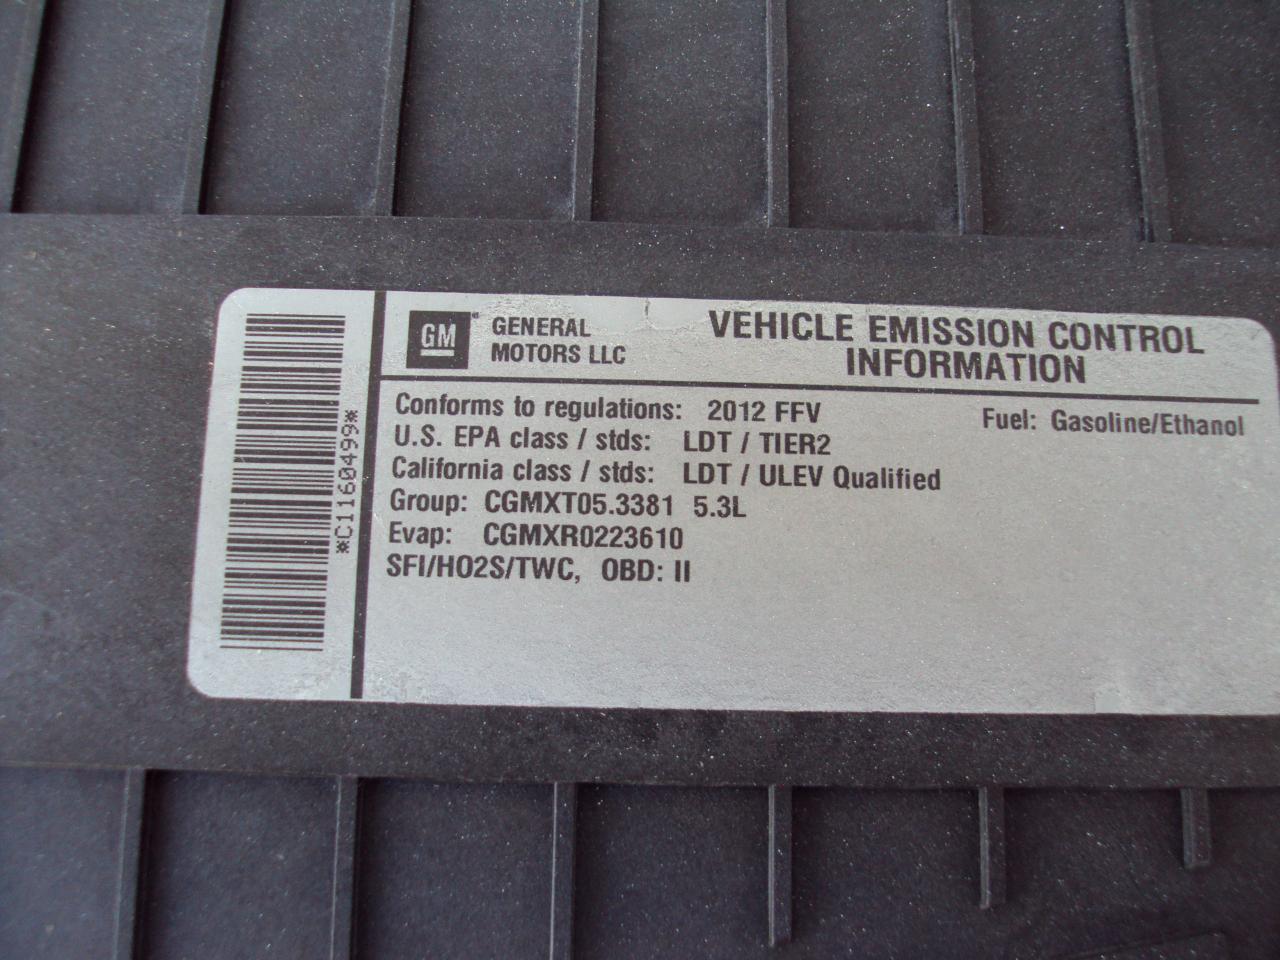 GM
GENERAL
MOTORS LLC
VEHICLE EMISSION CONTROL
INFORMATION
Conforms to regulations: 2012 FFV Fuel: Gasoline/Ethanol
U.S. EPA class / stds: LDT / TIER2
California class / stds: LDT / ULEV Qualified
Group: CGMXT05.3381 5.3L
Evap: CGMXR0223610
SFI/HO2S/TWC, OBD: II
*C1160499*